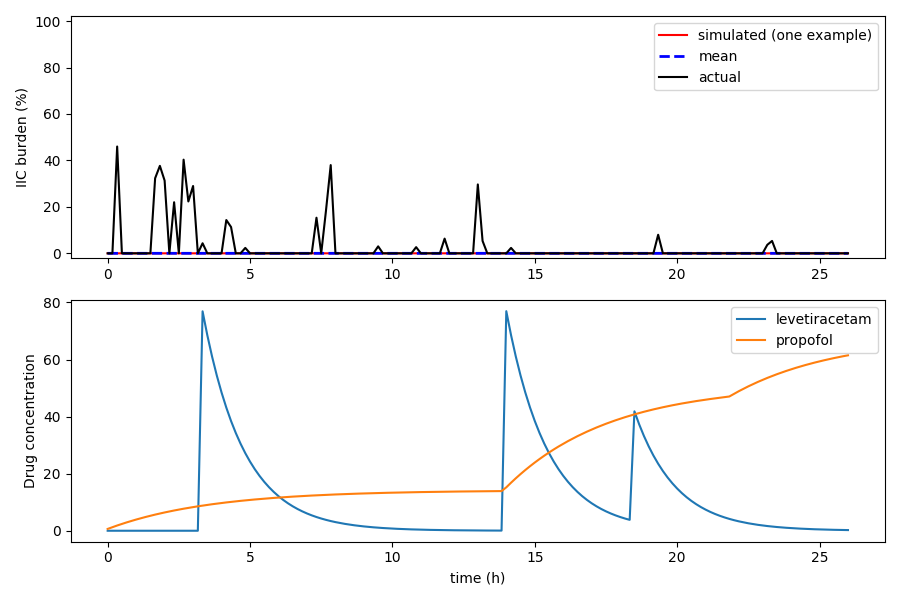 100
80
60
40
20
0
IIC burden (%)
simulated (one example)
mean
actual
0 5 10 15 20 25
80
60
40
20
0
Drug concentration
levetiracetam
propofol
0 5 10 15 20 25
time (h)